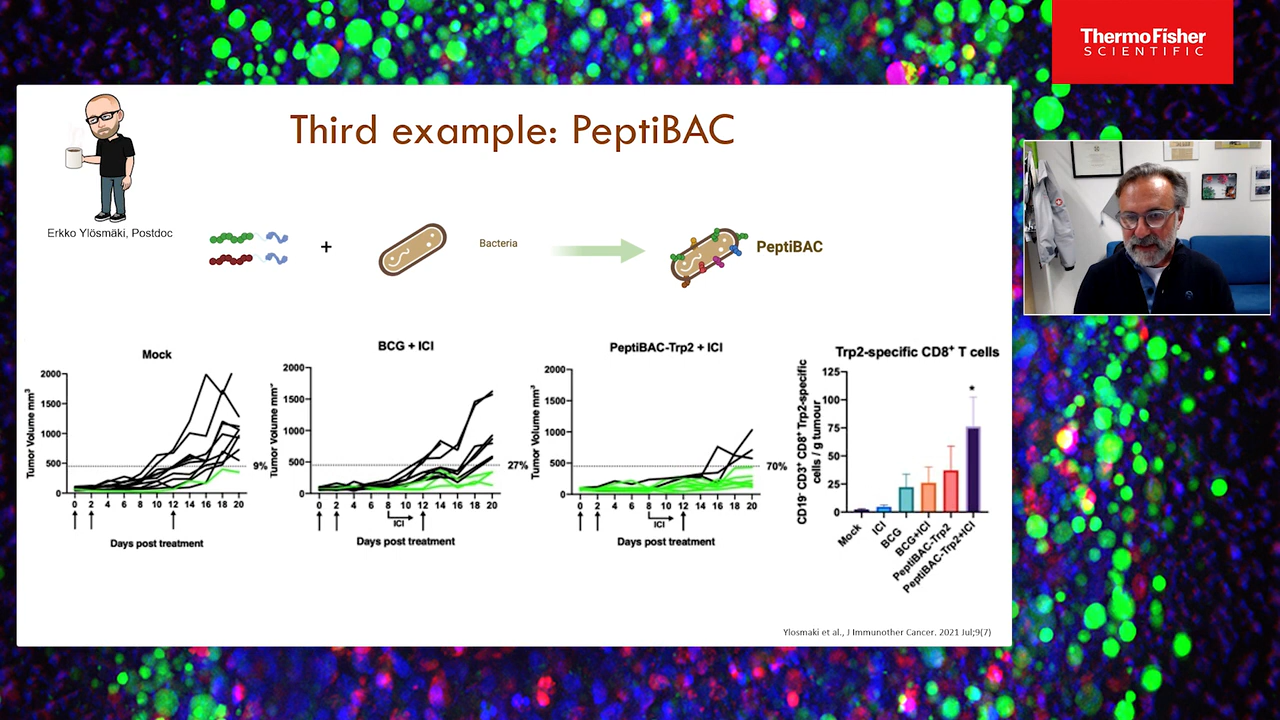 ThermoFisher
SCIENTIFIC
Third example: PeptiBAC
Erkko Ylösmäki, Postdoc
+
Bacteria
PeptiBAC
Mock
Tumor Volume mm³
2000
1500
1000
500
0
9%
0 2 4 6 8 10 12 14 16 18 20
Days post treatment
BCG + ICI
Tumor Volume mm³
2000
1500
1000
500
0
27%
0 2 4 6 8 10 12 14 16 18 20
ICI
Days post treatment
PeptiBAC-Trp2 + ICI
Tumor Volume mm³
2000
1500
1000
500
0
70%
0 2 4 6 8 10 12 14 16 18 20
ICI
Days post treatment
Trp2-specific CD8⁺ T cells
CD19⁻ CD3⁺ CD8⁺ Trp2-specific
cells / g tumour
125
100
75
50
25
0
*
Mock
ICI
BCG
BCG+ICI
PeptiBAC-Trp2
PeptiBAC-Trp2+ICI
Ylosmaki et al., J Immunother Cancer. 2021 Jul;9(7)